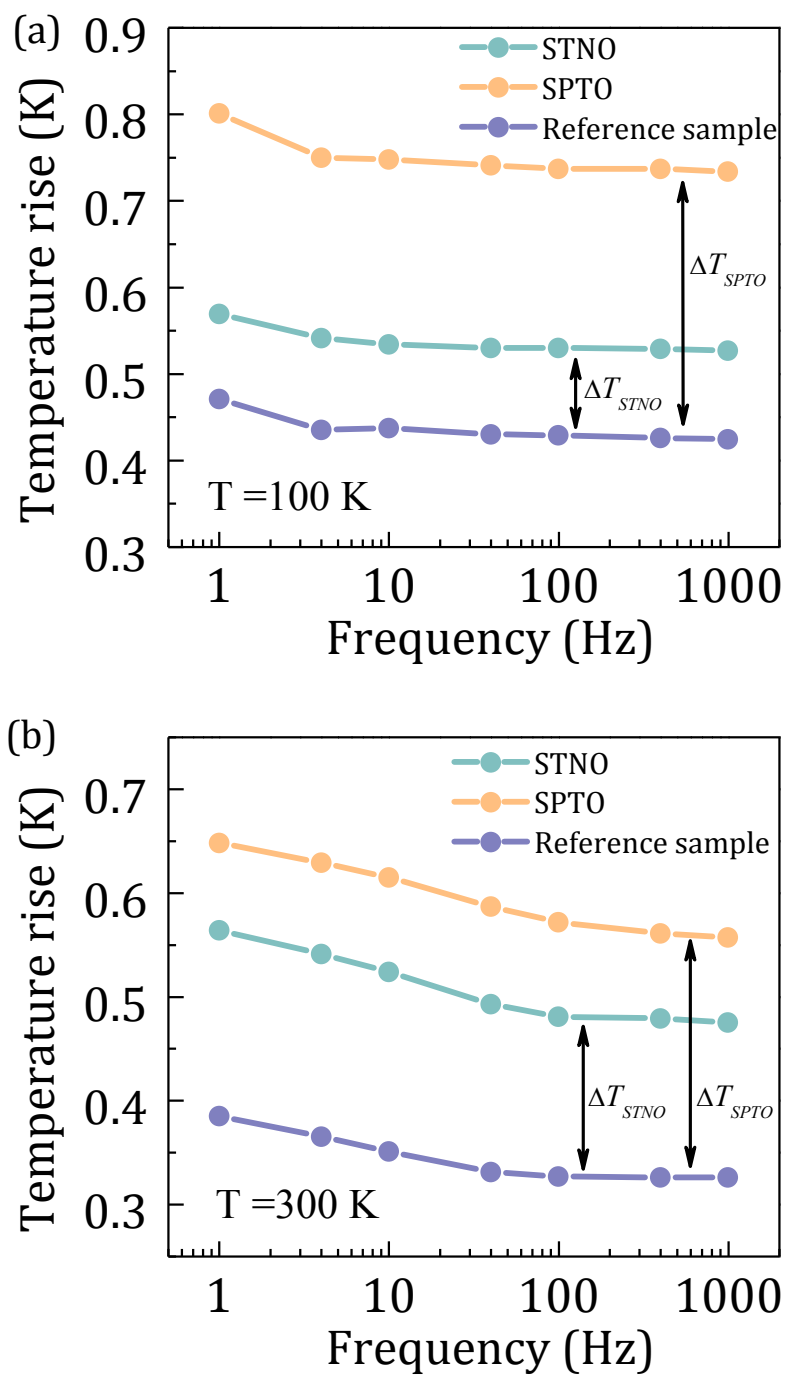 (a)
Temperature rise (K)
0.9
0.8
0.7
0.6
0.5
0.4
0.3
STNO
SPTO
Reference sample
ΔT_SPTO
ΔT_STNO
T =100 K
1 10 100 1000
Frequency (Hz)
(b)
Temperature rise (K)
0.7
0.6
0.5
0.4
0.3
STNO
SPTO
Reference sample
ΔT_STNO ΔT_SPTO
T =300 K
1 10 100 1000
Frequency (Hz)